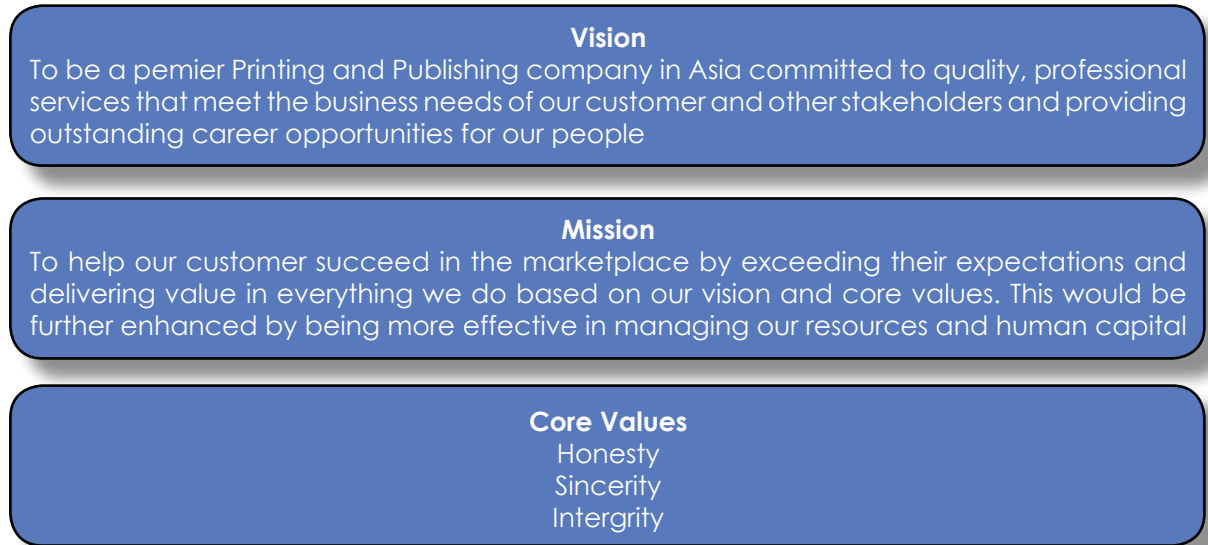 Vision
To be a pemier Printing and Publishing company in Asia committed to quality, professional
services that meet the business needs of our customer and other stakeholders and providing
outstanding career opportunities for our people
Mission
To help our customer succeed in the marketplace by exceeding their expectations and
delivering value in everything we do based on our vision and core values. This would be
further enhanced by being more effective in managing our resources and human capital
Core Values
Honesty
Sincerity
Intergrity